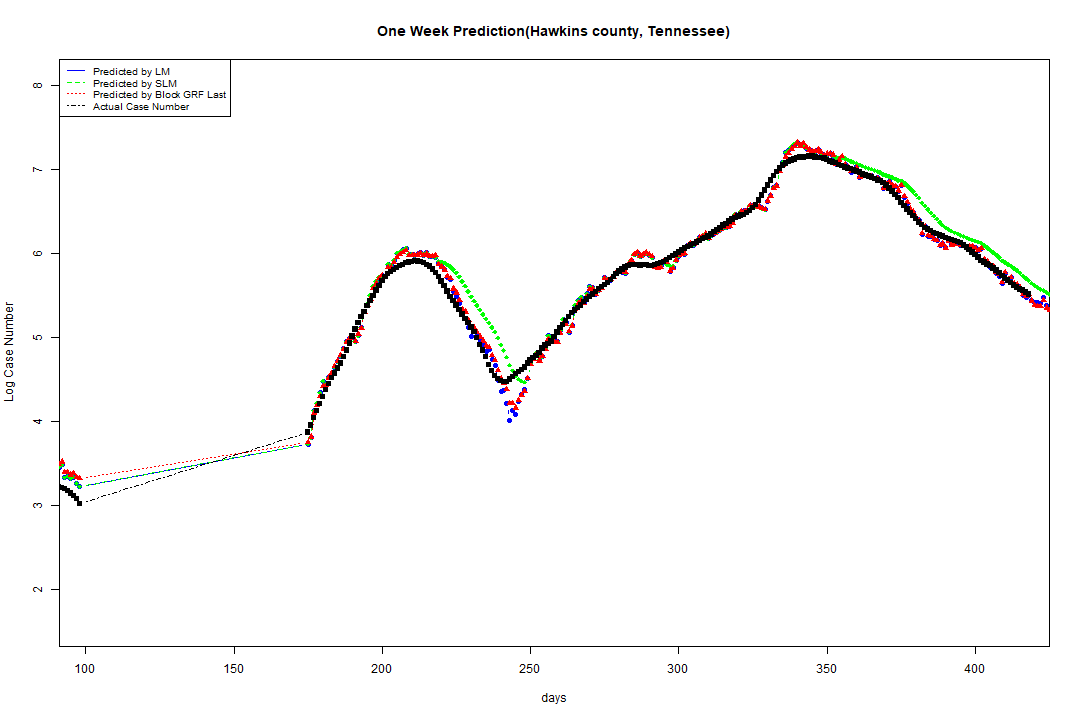 One Week Prediction(Hawkins county, Tennessee)
Predicted by LM
Predicted by SLM
Predicted by Block GRF Last
Actual Case Number
8
7
6
5
4
3
2
Log Case Number
100 150 200 250 300 350 400
days